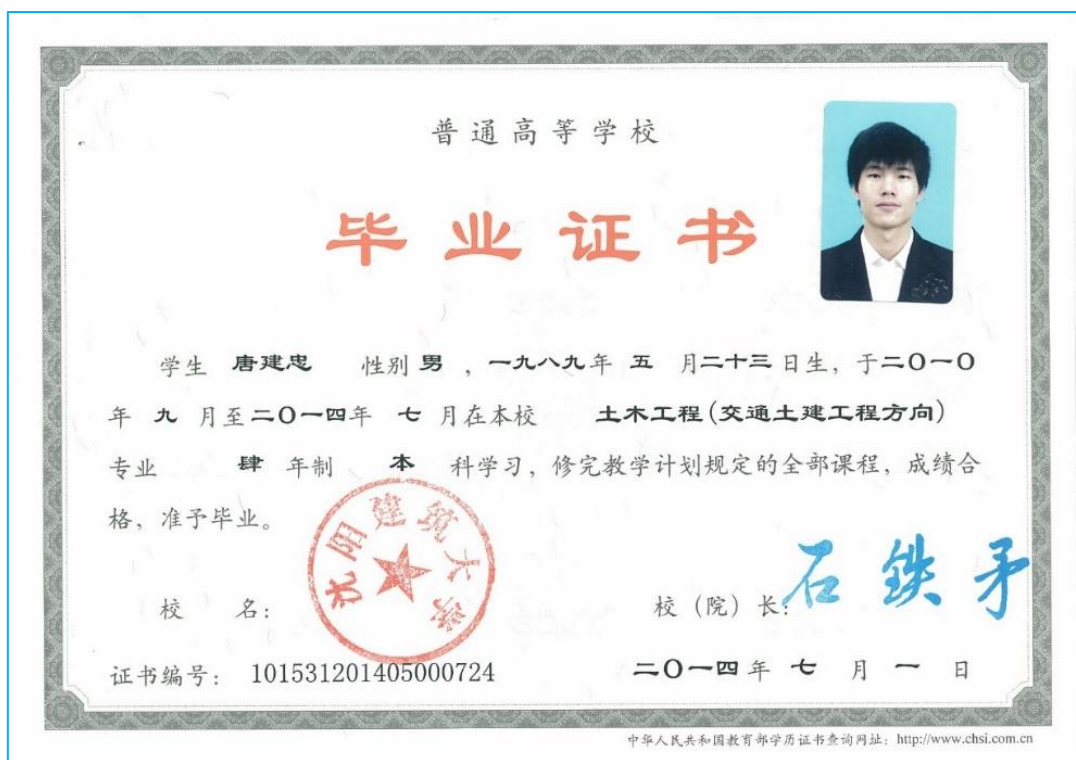 普通高等学校
毕业证书
学生 唐建忠 性别 男 ，一九八九年 五 月二十三日生，于二〇一〇
年 九 月至二〇一四年 七 月在本校 土木工程(交通土建工程方向)
专业 肆 年制 本 科学习，修完教学计划规定的全部课程，成绩合
格，准予毕业。
沈阳建筑大学
校 名：
校（院）长：石铁矛
证书编号： 101531201405000724
二〇一四年 七 月 一 日
中华人民共和国教育部学历证书查询网址：http://www.chsi.com.cn